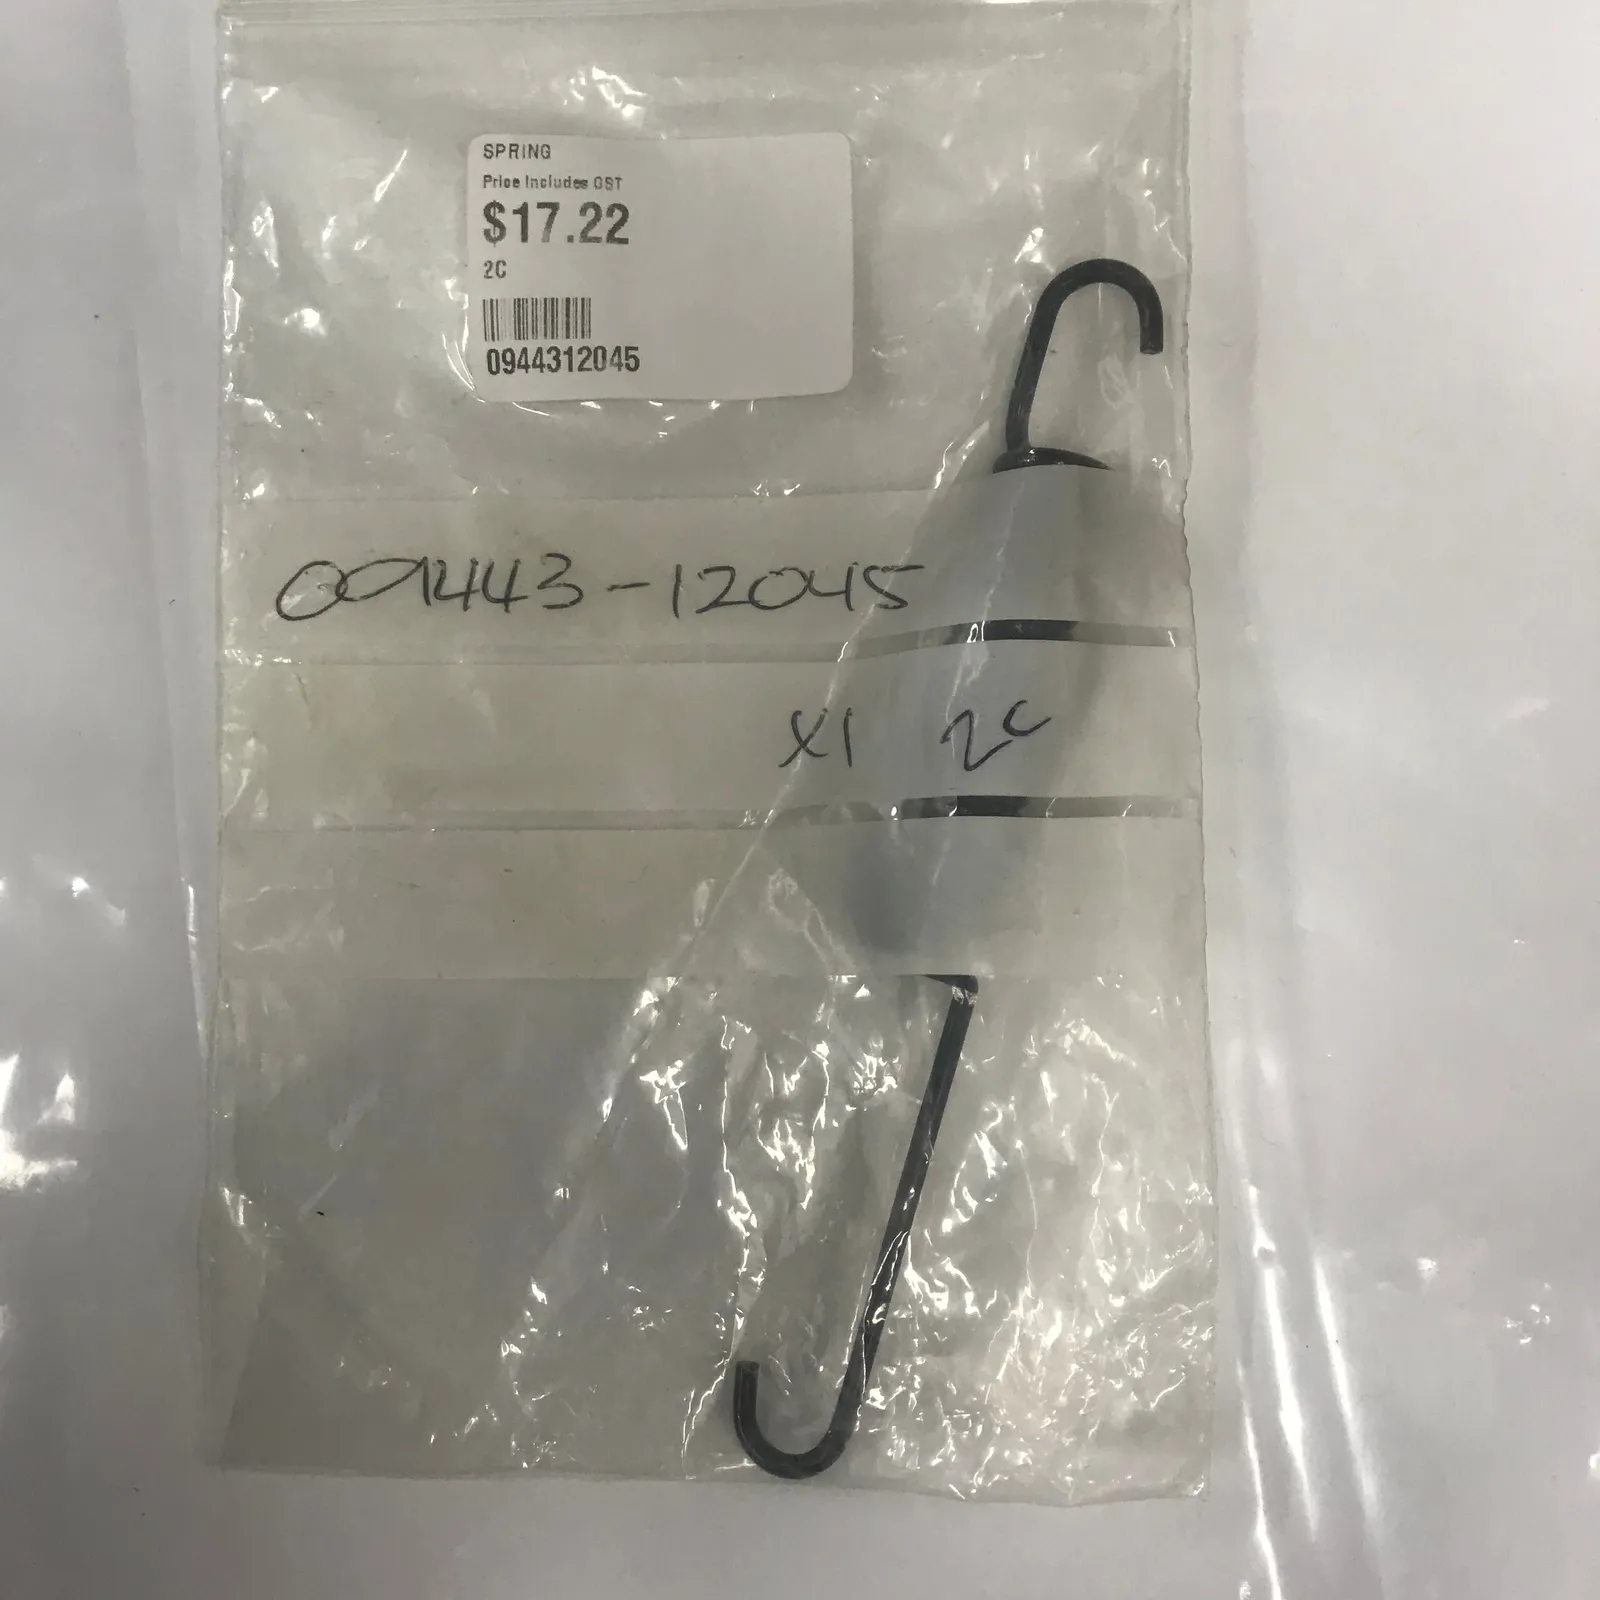 SPRING
Price Includes GST
$17.22
2C
0944312045
09443-12045
X1 2C